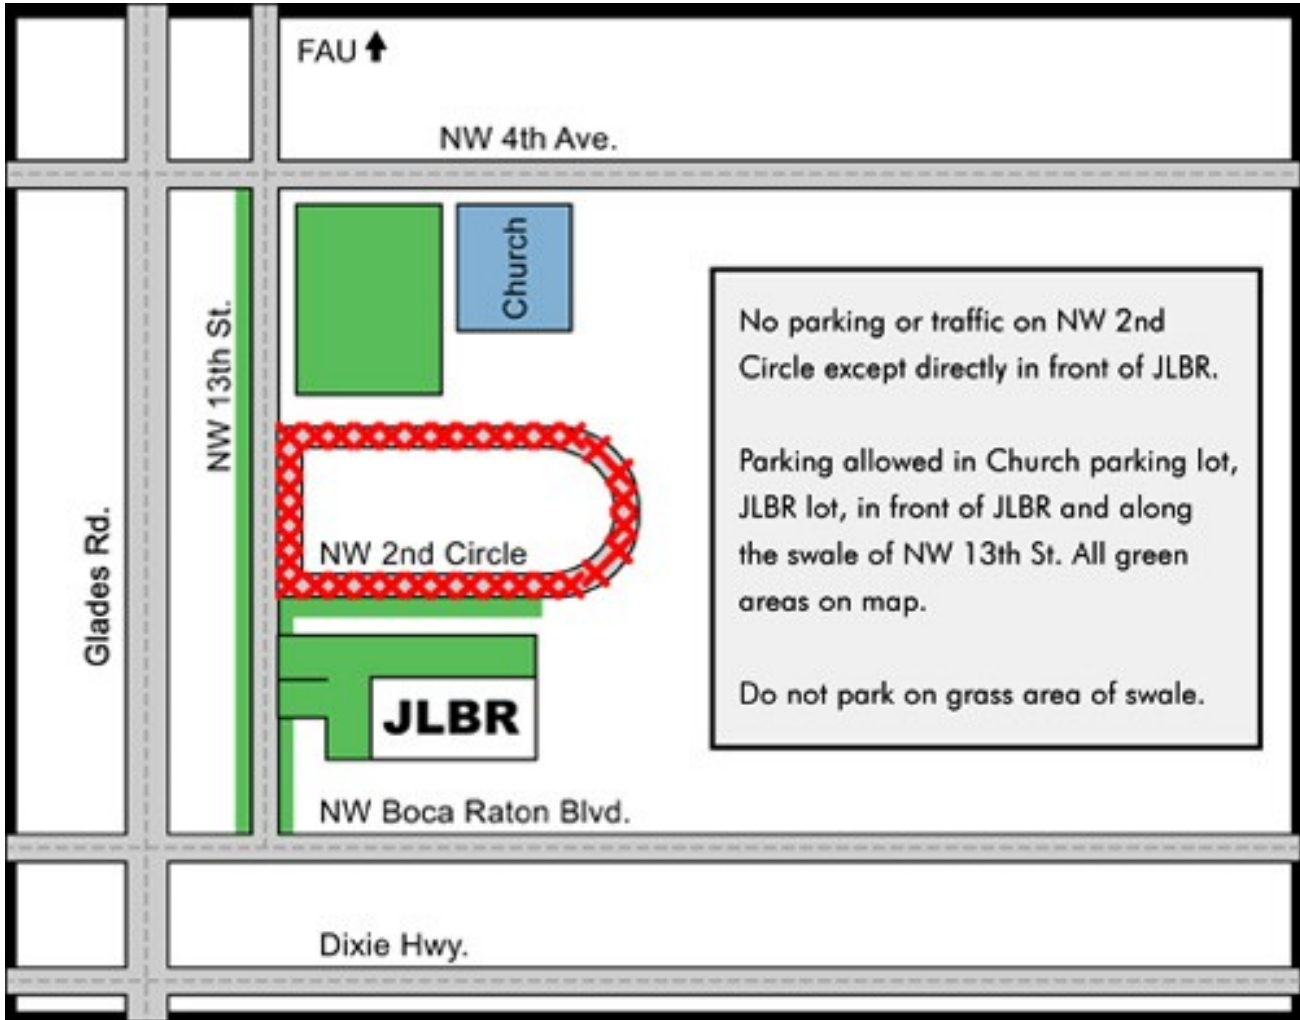 FAU
NW 4th Ave.
Church
NW 13th St.
No parking or traffic on NW 2nd
Circle except directly in front of JLBR.
Parking allowed in Church parking lot,
JLBR lot, in front of JLBR and along
the swale of NW 13th St. All green
areas on map.
Do not park on grass area of swale.
Glades Rd.
NW 2nd Circle
JLBR
NW Boca Raton Blvd.
Dixie Hwy.